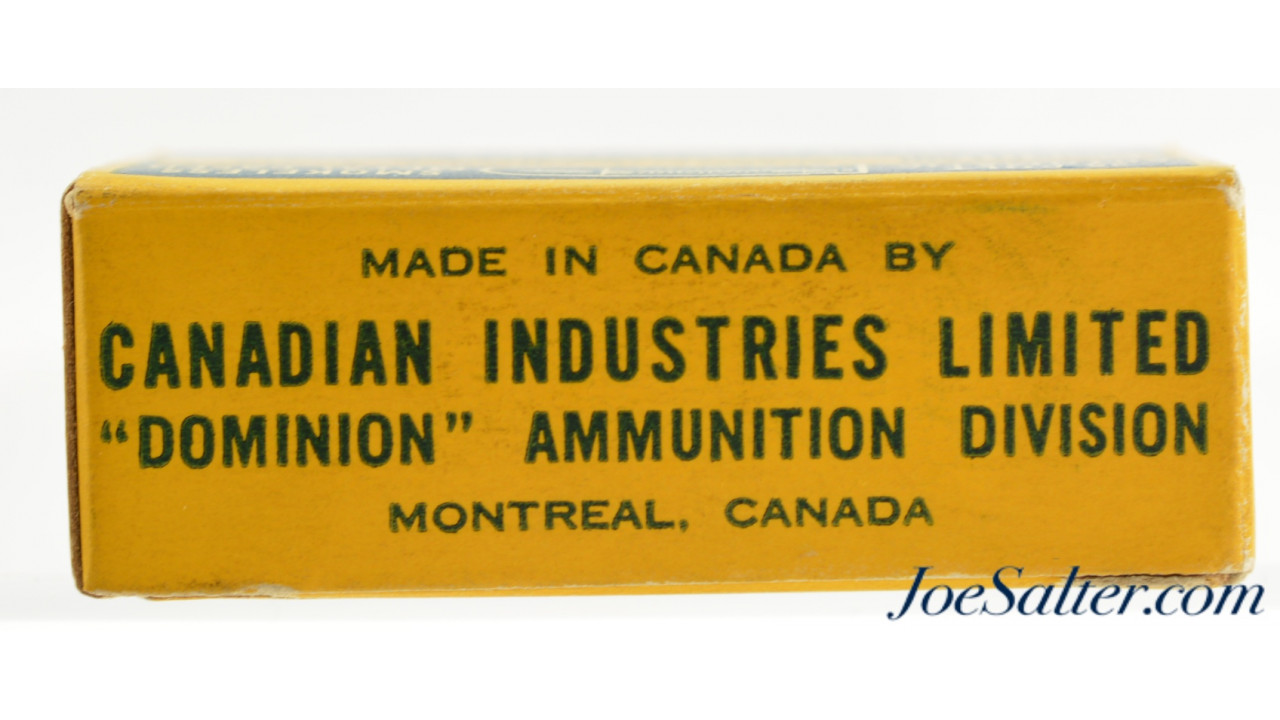 MADE IN CANADA BY
CANADIAN INDUSTRIES LIMITED
“DOMINION” AMMUNITION DIVISION
MONTREAL, CANADA
JoeSalter.com